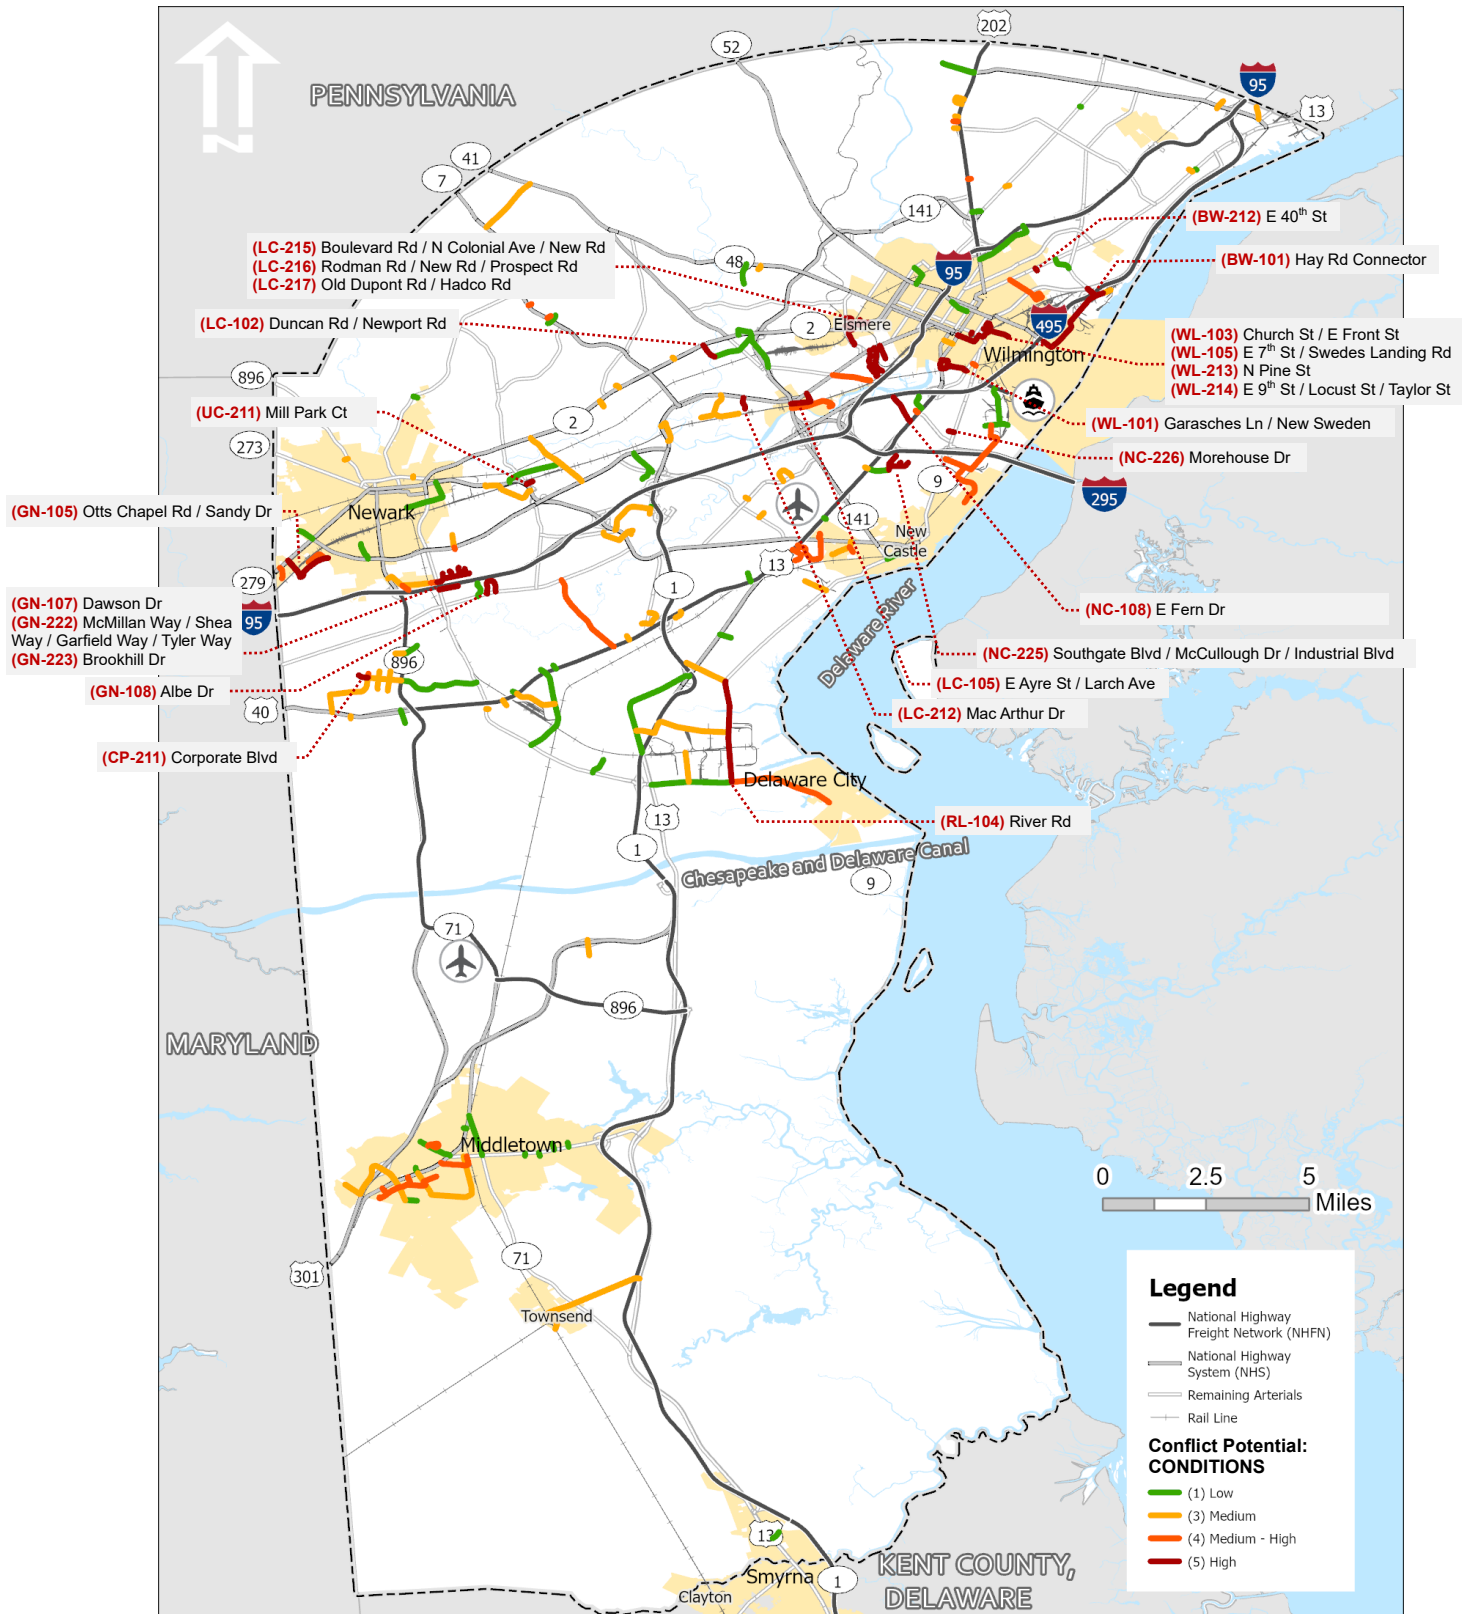 202
52
95
13
PENNSYLVANIA
N
41
7
141
(BW-212) E 40th St
(LC-215) Boulevard Rd / N Colonial Ave / New Rd
(LC-216) Rodman Rd / New Rd / Prospect Rd
(LC-217) Old Dupont Rd / Hadco Rd
48
95
(BW-101) Hay Rd Connector
(LC-102) Duncan Rd / Newport Rd
2
Elsmere
495
Wilmington
(WL-103) Church St / E Front St
(WL-105) E 7th St / Swedes Landing Rd
(WL-213) N Pine St
(WL-214) E 9th St / Locust St / Taylor St
896
(UC-211) Mill Park Ct
2
(WL-101) Garasches Ln / New Sweden
273
(NC-226) Morehouse Dr
9
295
(GN-105) Otts Chapel Rd / Sandy Dr
Newark
141
New
Castle
13
279
1
95
(GN-107) Dawson Dr
(GN-222) McMillan Way / Shea
Way / Garfield Way / Tyler Way
(GN-223) Brookhill Dr
Delaware River
(NC-108) E Fern Dr
896
(NC-225) Southgate Blvd / McCullough Dr / Industrial Blvd
(GN-108) Albe Dr
(LC-105) E Ayre St / Larch Ave
40
(LC-212) Mac Arthur Dr
(CP-211) Corporate Blvd
Delaware City
13
(RL-104) River Rd
1
Chesapeake and Delaware Canal
9
71
896
MARYLAND
Middletown
0 2.5 5
Miles
71
301
Townsend
Legend
National Highway
Freight Network (NHFN)
National Highway
System (NHS)
Remaining Arterials
Rail Line
Conflict Potential:
CONDITIONS
(1) Low
(3) Medium
(4) Medium - High
(5) High
13
Smyrna
1
KENT COUNTY,
DELAWARE
Clayton